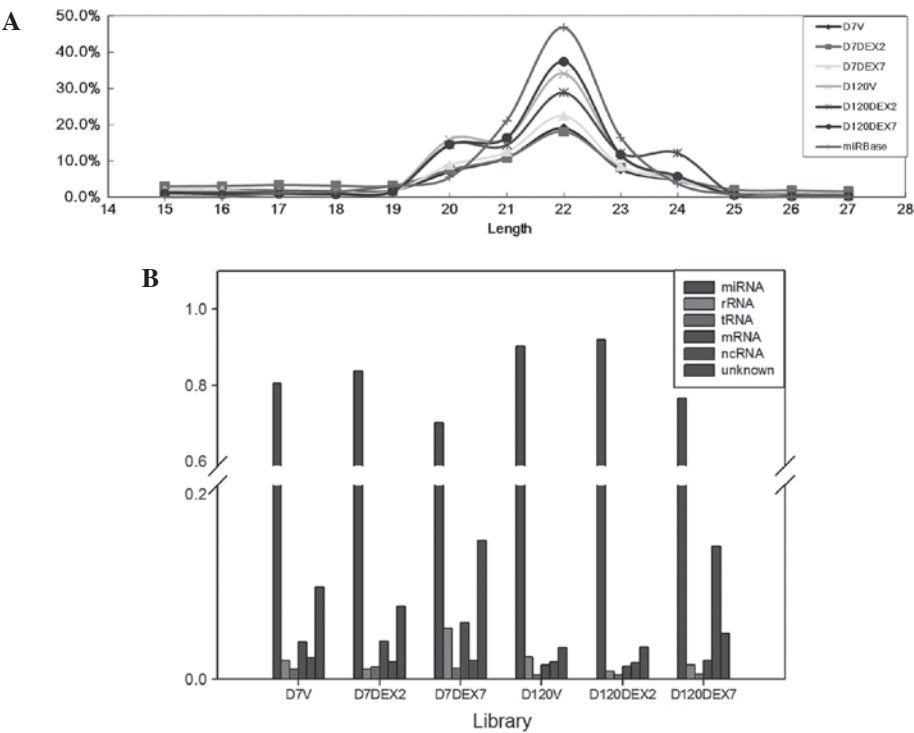 A
50.0%
40.0%
30.0%
20.0%
10.0%
0.0%
14 15 16 17 18 19 20 21 22 23 24 25 26 27 28
Length
D7V
D7DEX2
D7DEX7
D120V
D120DEX2
D120DEX7
miRBase
B
1.0
0.8
0.6
0.2
0.0
miRNA
rRNA
tRNA
mRNA
ncRNA
unknown
D7V D7DEX2 D7DEX7 D120V D120DEX2 D120DEX7
Library